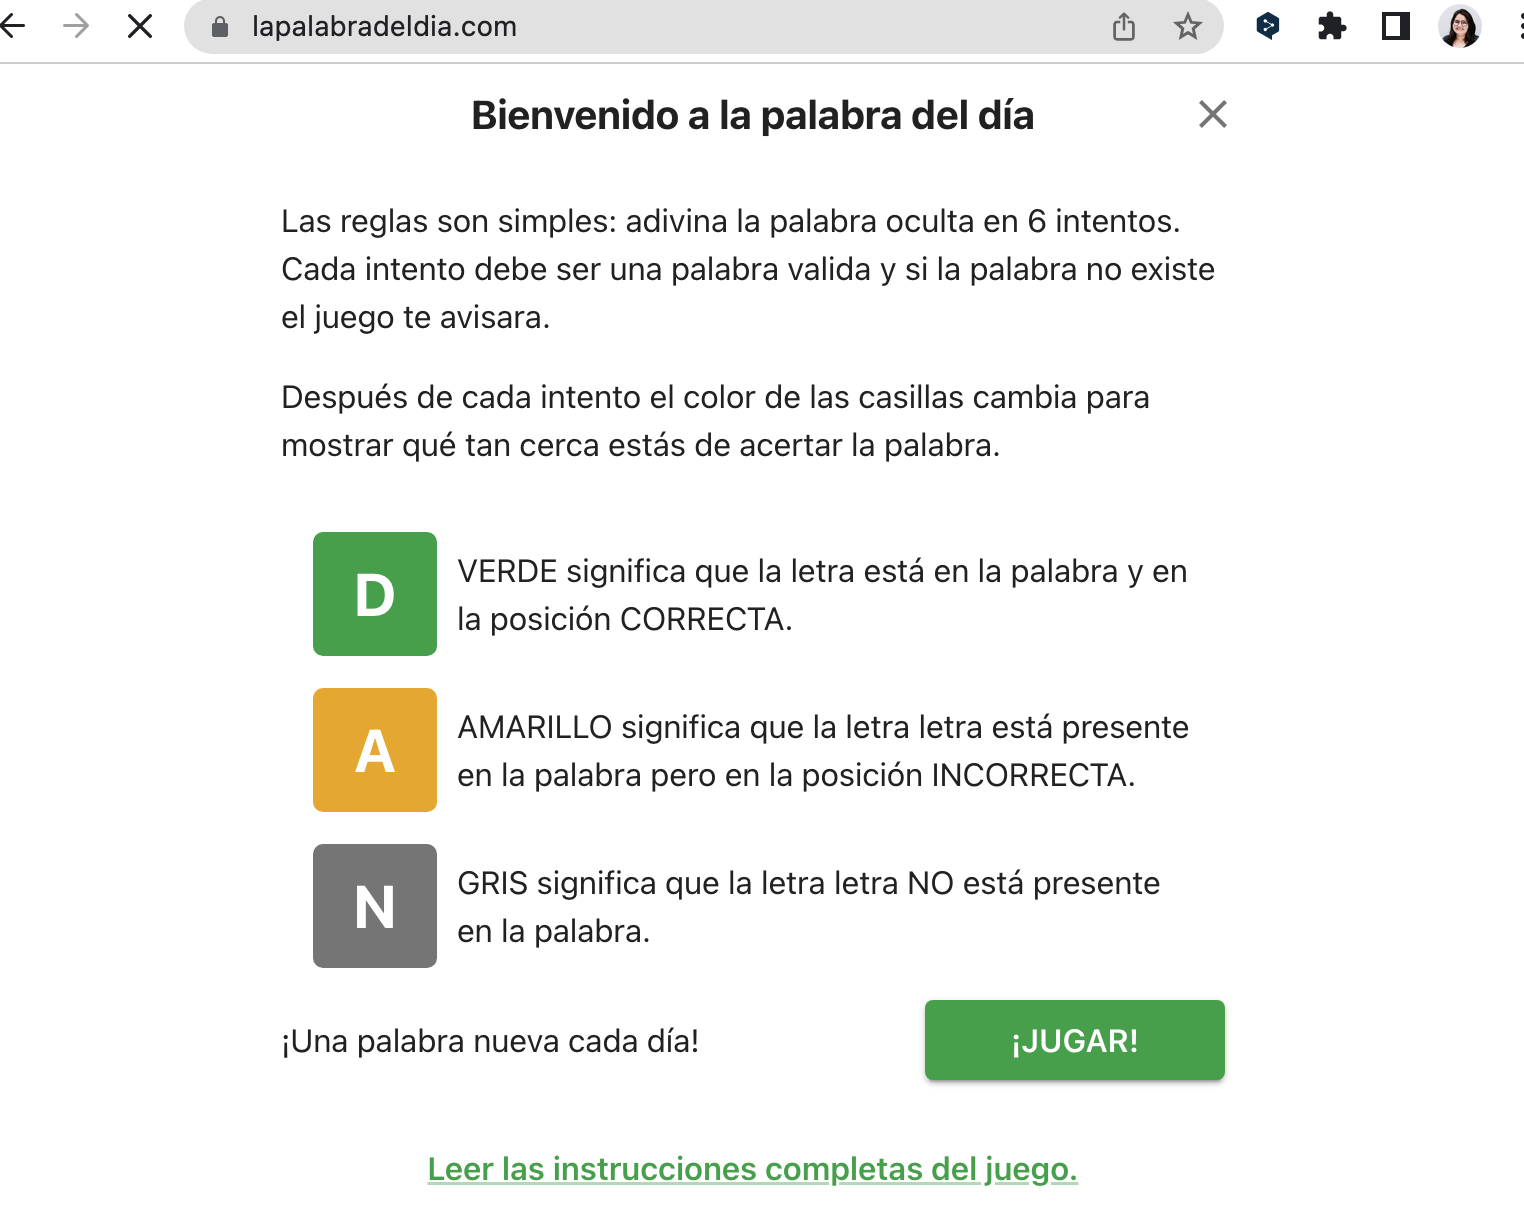 lapalabradeldia.com
Bienvenido a la palabra del día
Las reglas son simples: adivina la palabra oculta en 6 intentos.
Cada intento debe ser una palabra valida y si la palabra no existe
el juego te avisara.
Después de cada intento el color de las casillas cambia para
mostrar qué tan cerca estás de acertar la palabra.
D
VERDE significa que la letra está en la palabra y en
la posición CORRECTA.
A
AMARILLO significa que la letra letra está presente
en la palabra pero en la posición INCORRECTA.
N
GRIS significa que la letra letra NO está presente
en la palabra.
¡Una palabra nueva cada día!
¡JUGAR!
Leer las instrucciones completas del juego.